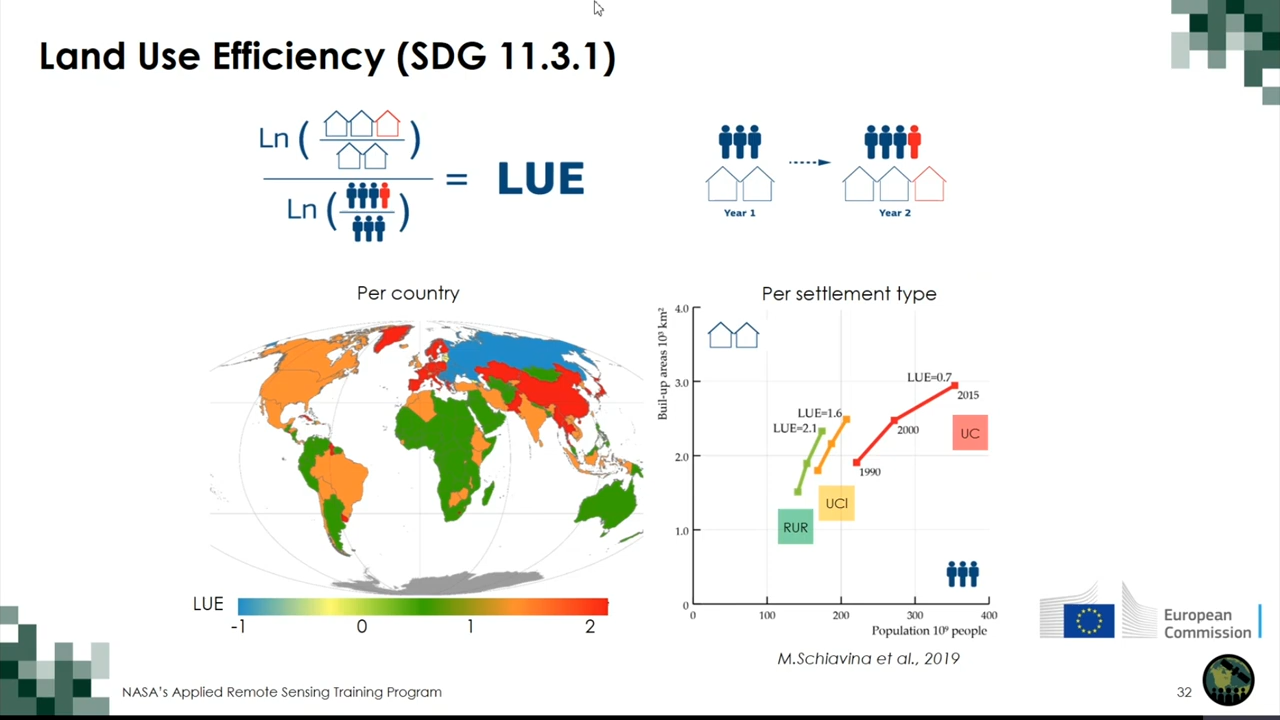 Land Use Efficiency (SDG 11.3.1)
Ln ( )
Ln ( )
= LUE
Year 1
Year 2
Per country
LUE
-1 0 1 2
Per settlement type
Buil-up areas 10³ km²
4.0
3.0
2.0
1.0
0
0 100 200 300 400
Population 10⁹ people
LUE=0.7
2015
LUE=1.6
LUE=2.1
2000
1990
UC
UCI
RUR
M.Schiavina et al., 2019
European
Commission
NASA's Applied Remote Sensing Training Program
32